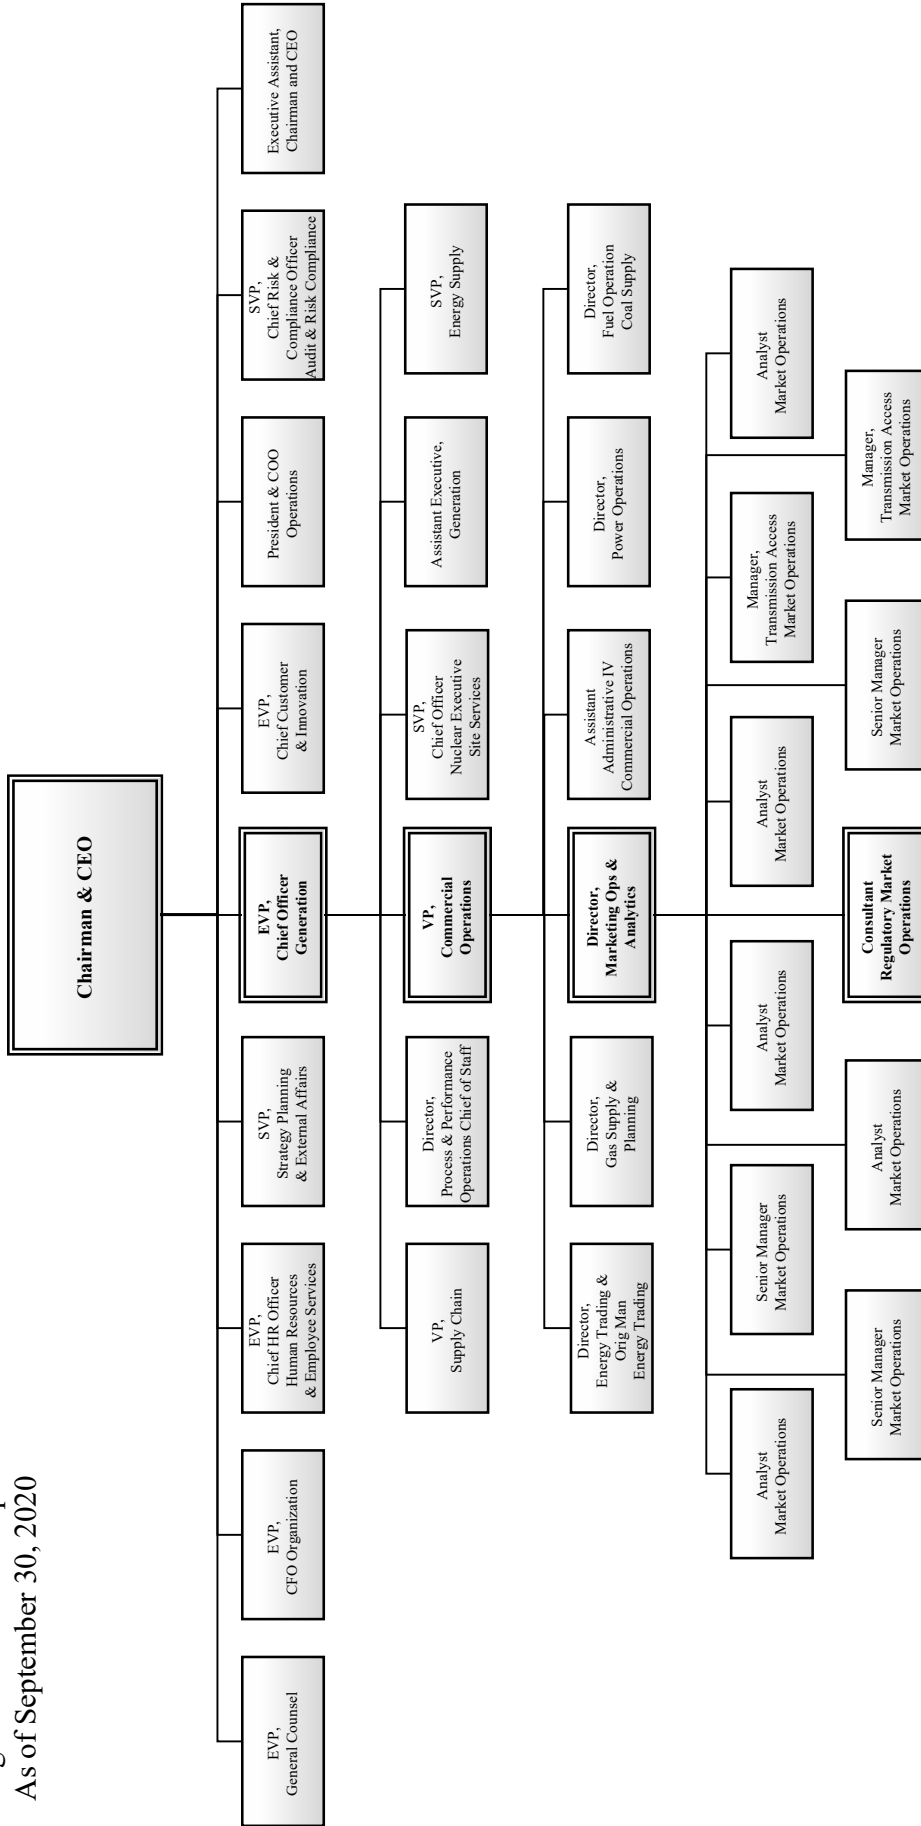 As of September 30, 2020
Chairman & CEO
EVP,
General Counsel
EVP,
CFO Organization
EVP,
Chief HR Officer
Human Resources
& Employee Services
SVP,
Strategy Planning
& External Affairs
EVP,
Chief Officer
Generation
EVP,
Chief Customer
& Innovation
President & COO
Operations
SVP,
Chief Risk &
Compliance Officer
Audit & Risk Compliance
Executive Assistant,
Chairman and CEO
VP,
Supply Chain
Director,
Process & Performance
Operations Chief of Staff
VP,
Commercial
Operations
SVP,
Chief Officer
Nuclear Executive
Site Services
Assistant Executive,
Generation
SVP,
Energy Supply
Director,
Energy Trading &
Orig Man
Energy Trading
Director,
Gas Supply &
Planning
Director,
Marketing Ops &
Analytics
Assistant
Administrative IV
Commercial Operations
Director,
Power Operations
Director,
Fuel Operation
Coal Supply
Analyst
Market Operations
Senior Manager
Market Operations
Analyst
Market Operations
Analyst
Market Operations
Manager,
Transmission Access
Market Operations
Analyst
Market Operations
Senior Manager
Market Operations
Analyst
Market Operations
Consultant
Regulatory Market
Operations
Senior Manager
Market Operations
Manager,
Transmission Access
Market Operations